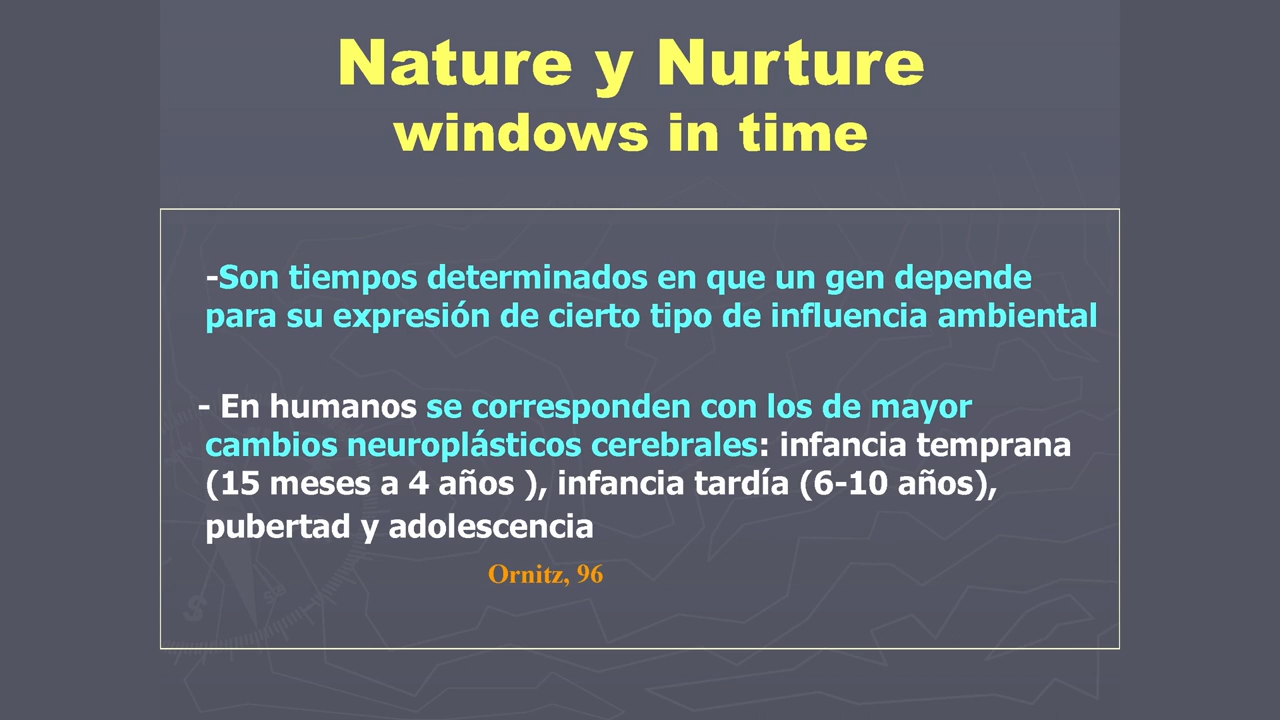 Nature y Nurture
windows in time
-Son tiempos determinados en que un gen depende
para su expresión de cierto tipo de influencia ambiental
- En humanos se corresponden con los de mayor
cambios neuroplásticos cerebrales: infancia temprana
(15 meses a 4 años ), infancia tardía (6-10 años),
pubertad y adolescencia
Ornitz, 96
S